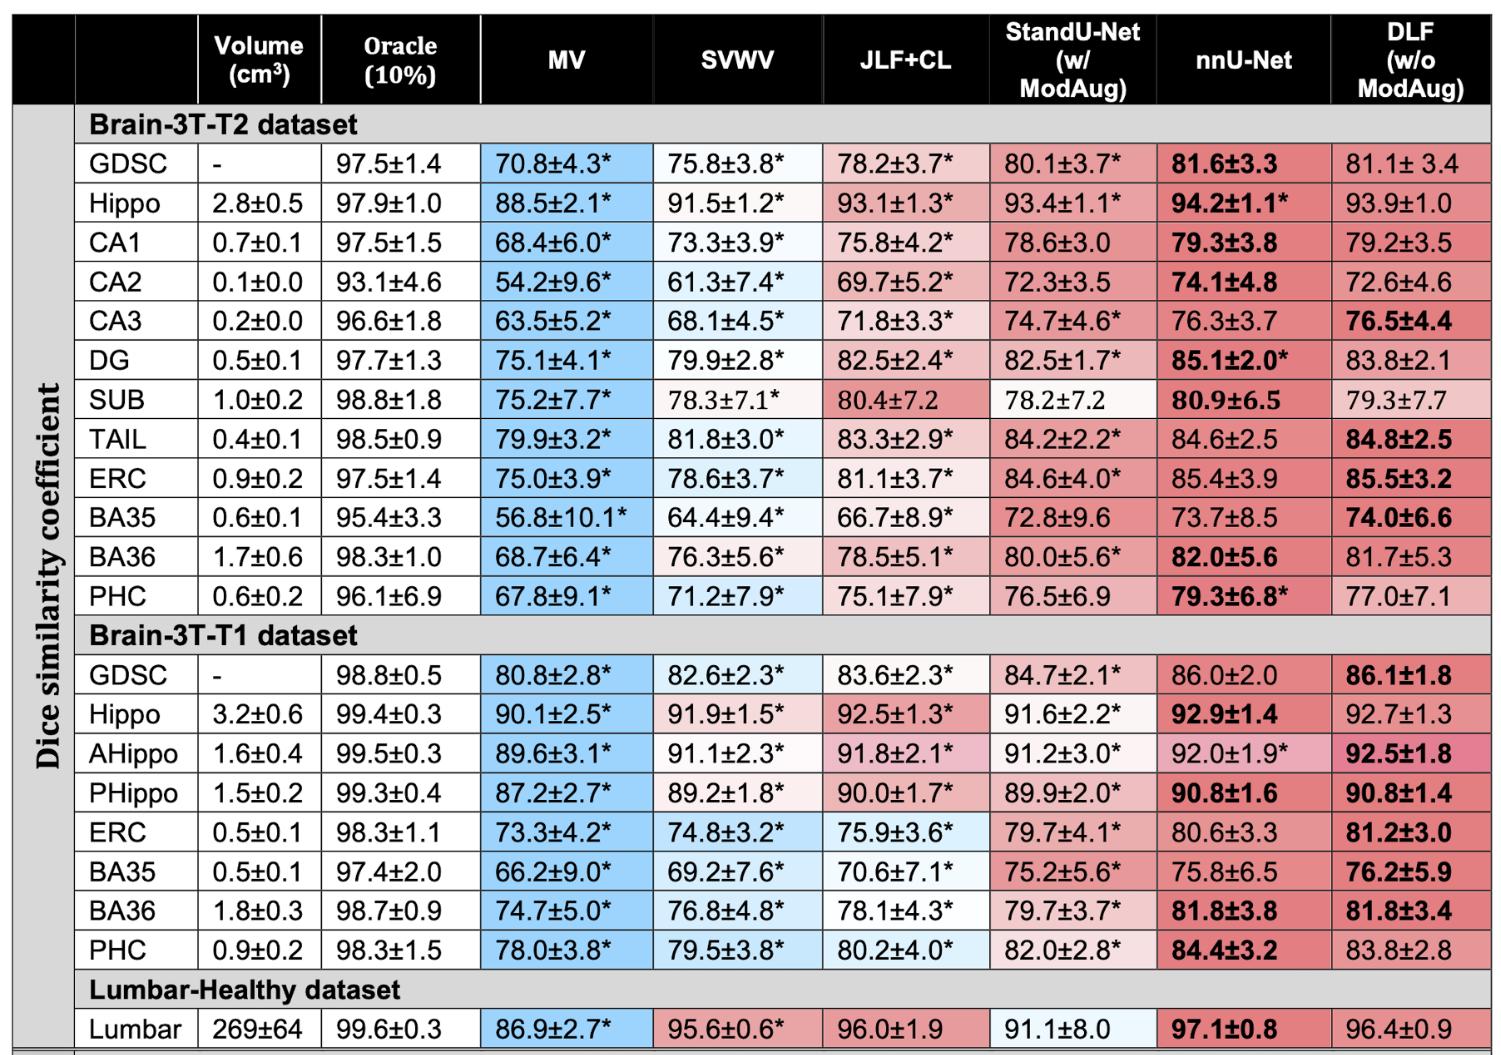 Volume (cm³) Oracle (10%) MV SVWV JLF+CL StandU-Net (w/ ModAug) nnU-Net DLF (w/o ModAug)
Dice similarity coefficient
Brain-3T-T2 dataset
GDSC - 97.5±1.4 70.8±4.3* 75.8±3.8* 78.2±3.7* 80.1±3.7* 81.6±3.3 81.1± 3.4
Hippo 2.8±0.5 97.9±1.0 88.5±2.1* 91.5±1.2* 93.1±1.3* 93.4±1.1* 94.2±1.1* 93.9±1.0
CA1 0.7±0.1 97.5±1.5 68.4±6.0* 73.3±3.9* 75.8±4.2* 78.6±3.0 79.3±3.8 79.2±3.5
CA2 0.1±0.0 93.1±4.6 54.2±9.6* 61.3±7.4* 69.7±5.2* 72.3±3.5 74.1±4.8 72.6±4.6
CA3 0.2±0.0 96.6±1.8 63.5±5.2* 68.1±4.5* 71.8±3.3* 74.7±4.6* 76.3±3.7 76.5±4.4
DG 0.5±0.1 97.7±1.3 75.1±4.1* 79.9±2.8* 82.5±2.4* 82.5±1.7* 85.1±2.0* 83.8±2.1
SUB 1.0±0.2 98.8±1.8 75.2±7.7* 78.3±7.1* 80.4±7.2 78.2±7.2 80.9±6.5 79.3±7.7
TAIL 0.4±0.1 98.5±0.9 79.9±3.2* 81.8±3.0* 83.3±2.9* 84.2±2.2* 84.6±2.5 84.8±2.5
ERC 0.9±0.2 97.5±1.4 75.0±3.9* 78.6±3.7* 81.1±3.7* 84.6±4.0* 85.4±3.9 85.5±3.2
BA35 0.6±0.1 95.4±3.3 56.8±10.1* 64.4±9.4* 66.7±8.9* 72.8±9.6 73.7±8.5 74.0±6.6
BA36 1.7±0.6 98.3±1.0 68.7±6.4* 76.3±5.6* 78.5±5.1* 80.0±5.6* 82.0±5.6 81.7±5.3
PHC 0.6±0.2 96.1±6.9 67.8±9.1* 71.2±7.9* 75.1±7.9* 76.5±6.9 79.3±6.8* 77.0±7.1
Brain-3T-T1 dataset
GDSC - 98.8±0.5 80.8±2.8* 82.6±2.3* 83.6±2.3* 84.7±2.1* 86.0±2.0 86.1±1.8
Hippo 3.2±0.6 99.4±0.3 90.1±2.5* 91.9±1.5* 92.5±1.3* 91.6±2.2* 92.9±1.4 92.7±1.3
AHippo 1.6±0.4 99.5±0.3 89.6±3.1* 91.1±2.3* 91.8±2.1* 91.2±3.0* 92.0±1.9* 92.5±1.8
PHippo 1.5±0.2 99.3±0.4 87.2±2.7* 89.2±1.8* 90.0±1.7* 89.9±2.0* 90.8±1.6 90.8±1.4
ERC 0.5±0.1 98.3±1.1 73.3±4.2* 74.8±3.2* 75.9±3.6* 79.7±4.1* 80.6±3.3 81.2±3.0
BA35 0.5±0.1 97.4±2.0 66.2±9.0* 69.2±7.6* 70.6±7.1* 75.2±5.6* 75.8±6.5 76.2±5.9
BA36 1.8±0.3 98.7±0.9 74.7±5.0* 76.8±4.8* 78.1±4.3* 79.7±3.7* 81.8±3.8 81.8±3.4
PHC 0.9±0.2 98.3±1.5 78.0±3.8* 79.5±3.8* 80.2±4.0* 82.0±2.8* 84.4±3.2 83.8±2.8
Lumbar-Healthy dataset
Lumbar 269±64 99.6±0.3 86.9±2.7* 95.6±0.6* 96.0±1.9 91.1±8.0 97.1±0.8 96.4±0.9